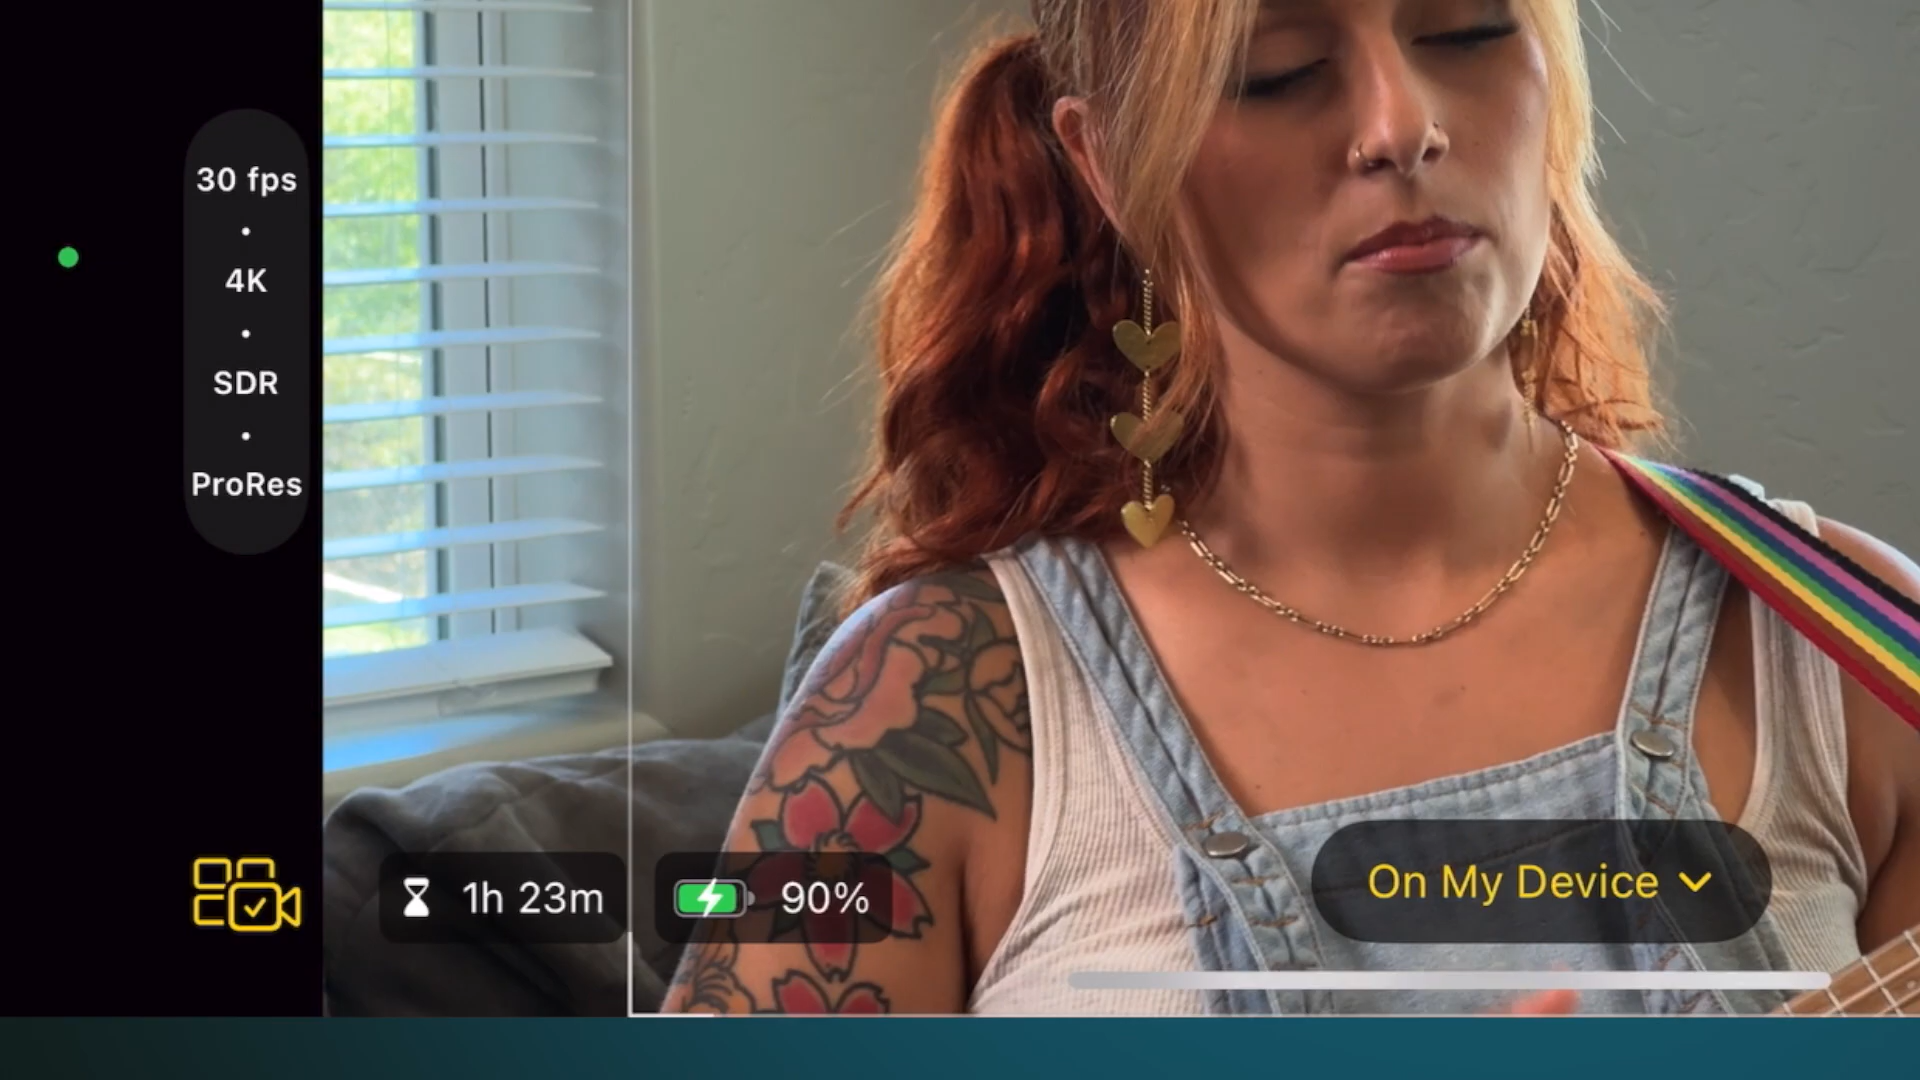 30 fps
•
4K
•
SDR
•
ProRes
1h 23m
90%
On My Device